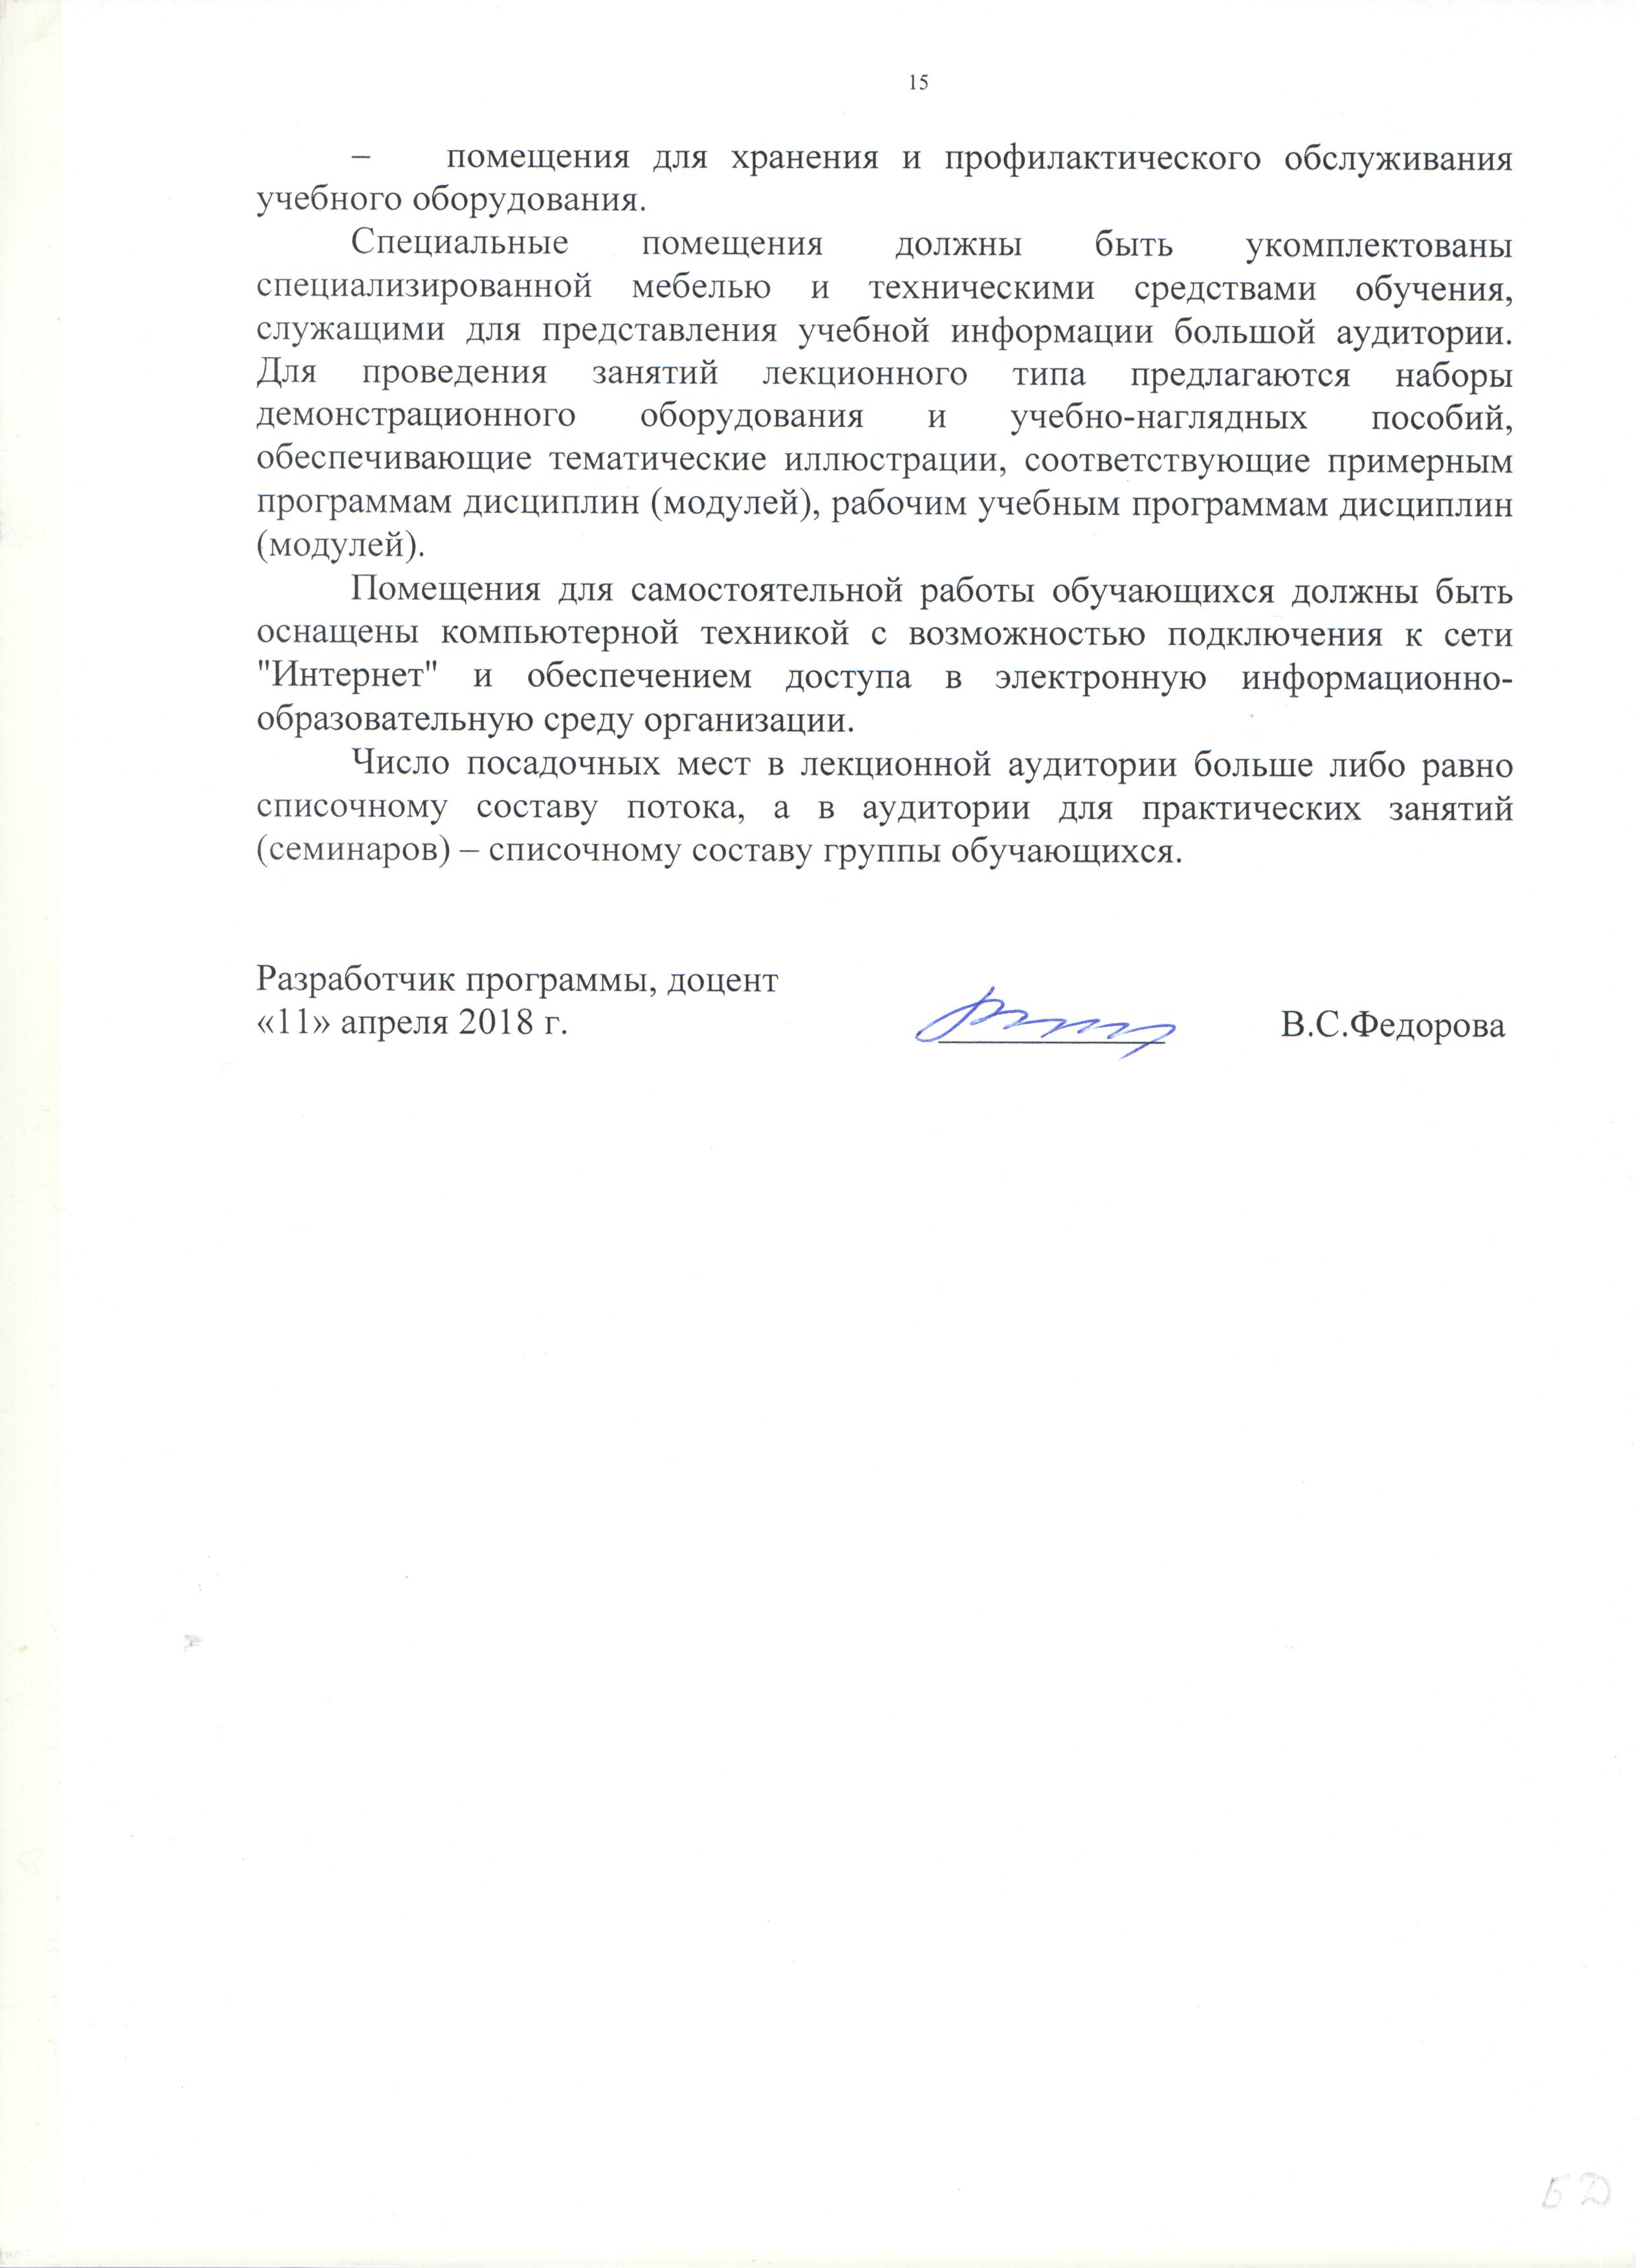 15
– помещения для хранения и профилактического обслуживания
учебного оборудования.
Специальные помещения должны быть укомплектованы
специализированной мебелью и техническими средствами обучения,
служащими для представления учебной информации большой аудитории.
Для проведения занятий лекционного типа предлагаются наборы
демонстрационного оборудования и учебно-наглядных пособий,
обеспечивающие тематические иллюстрации, соответствующие примерным
программам дисциплин (модулей), рабочим учебным программам дисциплин
(модулей).
Помещения для самостоятельной работы обучающихся должны быть
оснащены компьютерной техникой с возможностью подключения к сети
"Интернет" и обеспечением доступа в электронную информационно-
образовательную среду организации.
Число посадочных мест в лекционной аудитории больше либо равно
списочному составу потока, а в аудитории для практических занятий
(семинаров) – списочному составу группы обучающихся.
Разработчик программы, доцент
«11» апреля 2018 г. В.С.Федорова
БД